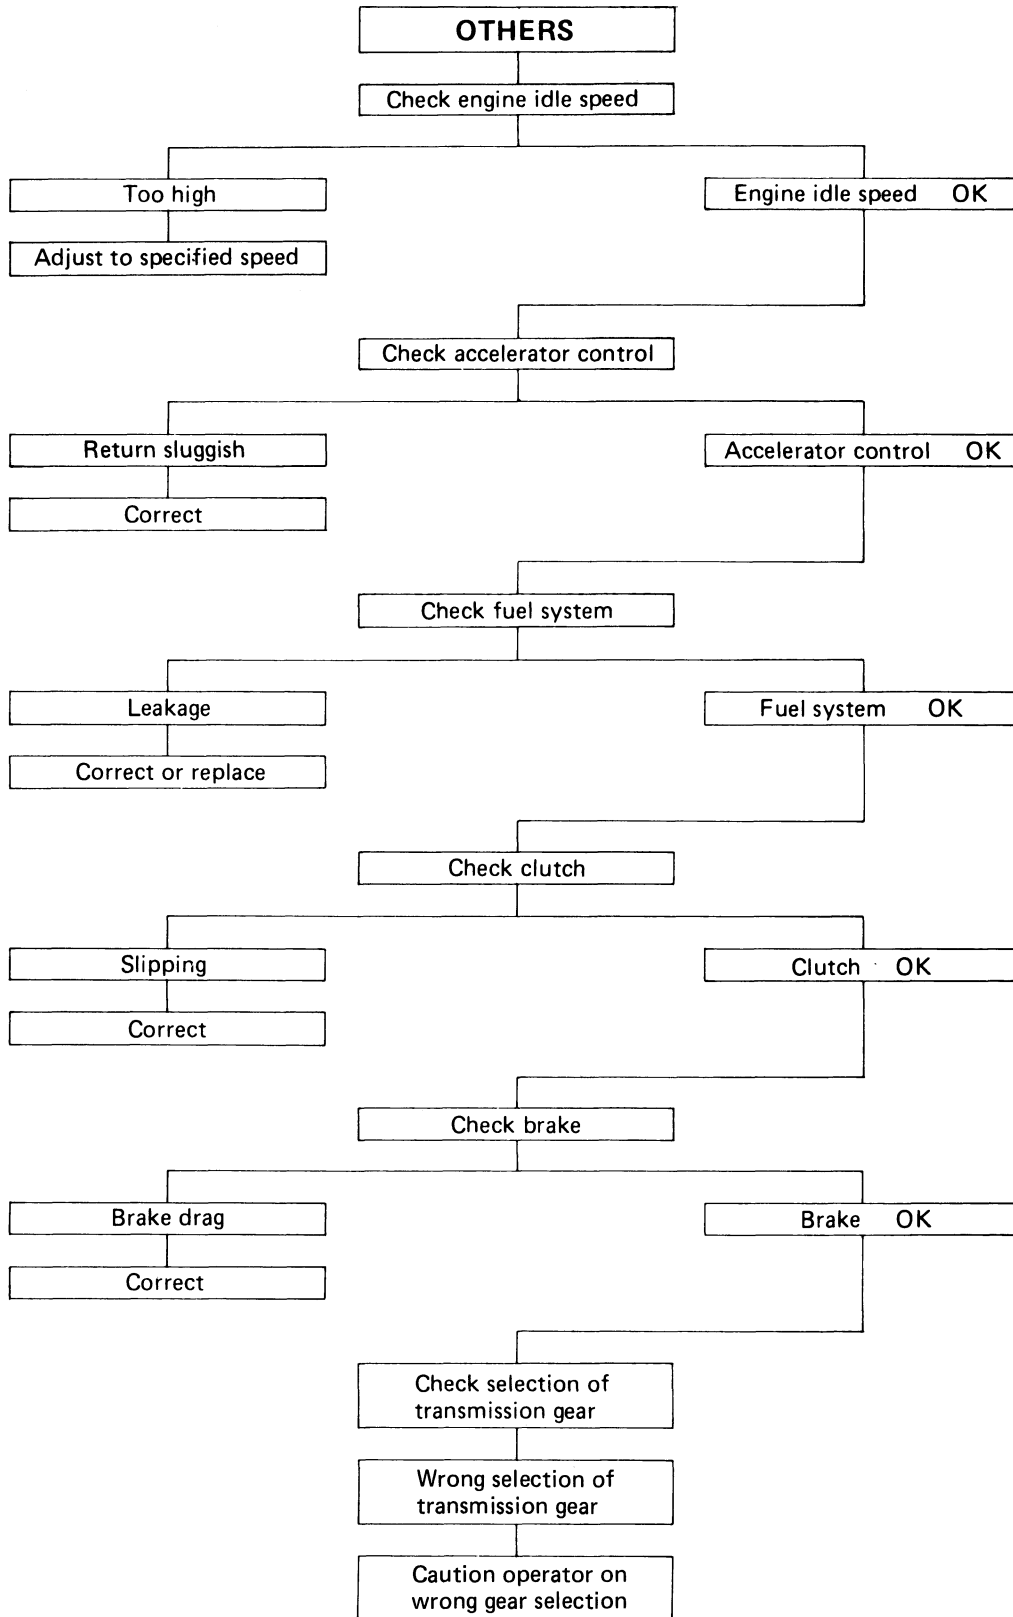 OTHERS
Check engine idle speed
Too high
Engine idle speed OK
Adjust to specified speed
Check accelerator control
Return sluggish
Accelerator control OK
Correct
Check fuel system
Leakage
Fuel system OK
Correct or replace
Check clutch
Slipping
Clutch OK
Correct
Check brake
Brake drag
Brake OK
Correct
Check selection of
transmission gear
Wrong selection of
transmission gear
Caution operator on
wrong gear selection